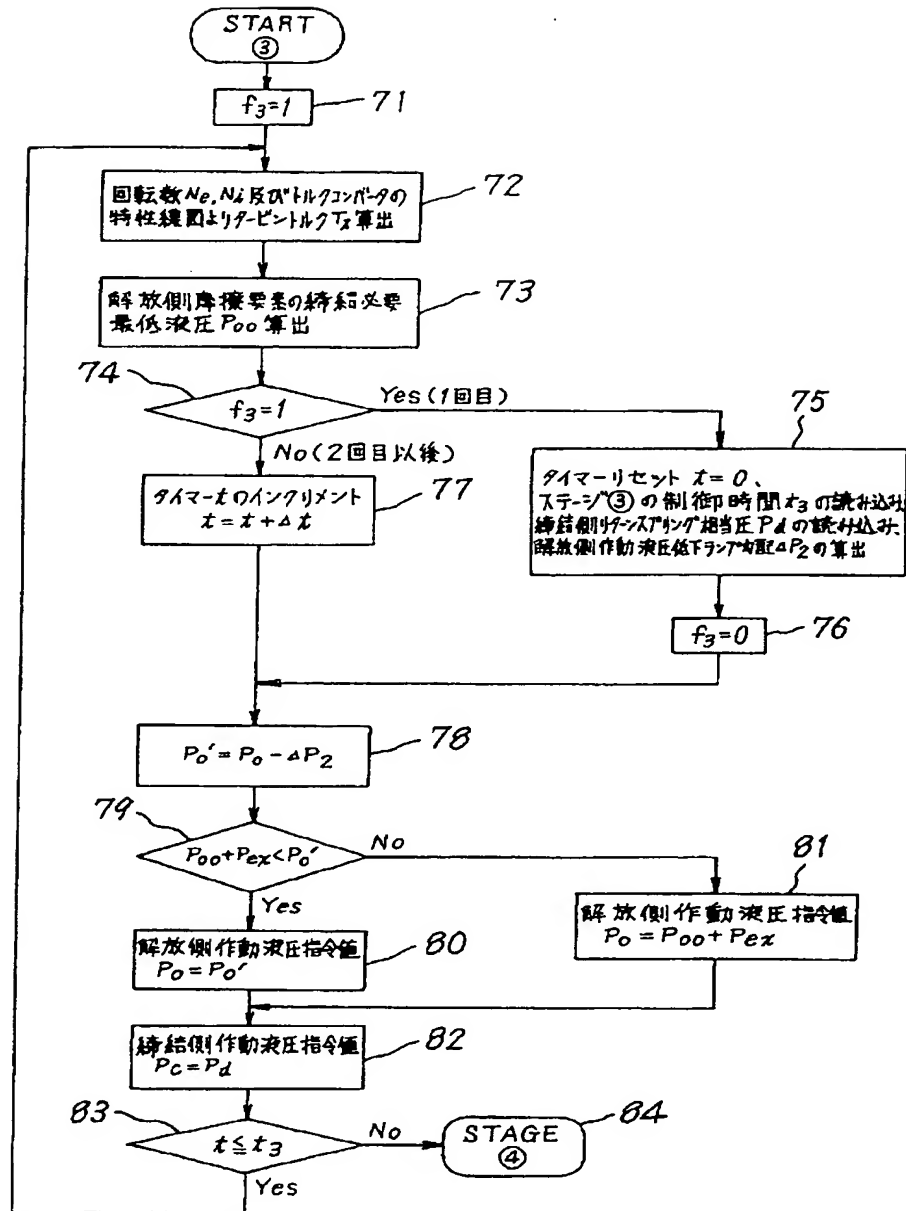 START
③
f₃=1
71
回転数Ne,Ni及びトルクコンバータの
特性線図よりタービントルクTx算出
72
解放側摩擦要素の締結必要
最低液圧Poo算出
73
74
f₃=1
Yes(1回目)
No(2回目以後)
75
タイマーリセット t=0、
ステージ③の制御時間t₃の読み込み
締結側リターンスプリング相当圧Pdの読み込み、
解放側作動液圧低下ランプ勾配ΔP₂の算出
タイマーtのインクリメント
t=t+Δt
77
f₃=0
76
Po′=Po-ΔP₂
78
79
Poo+Pex<Po′
No
Yes
81
解放側作動液圧指令値
Po=Poo+Pex
解放側作動液圧指令値
Po=Po′
80
締結側作動液圧指令値
Pc=Pd
82
83
t≦t₃
No
Yes
STAGE
④
84